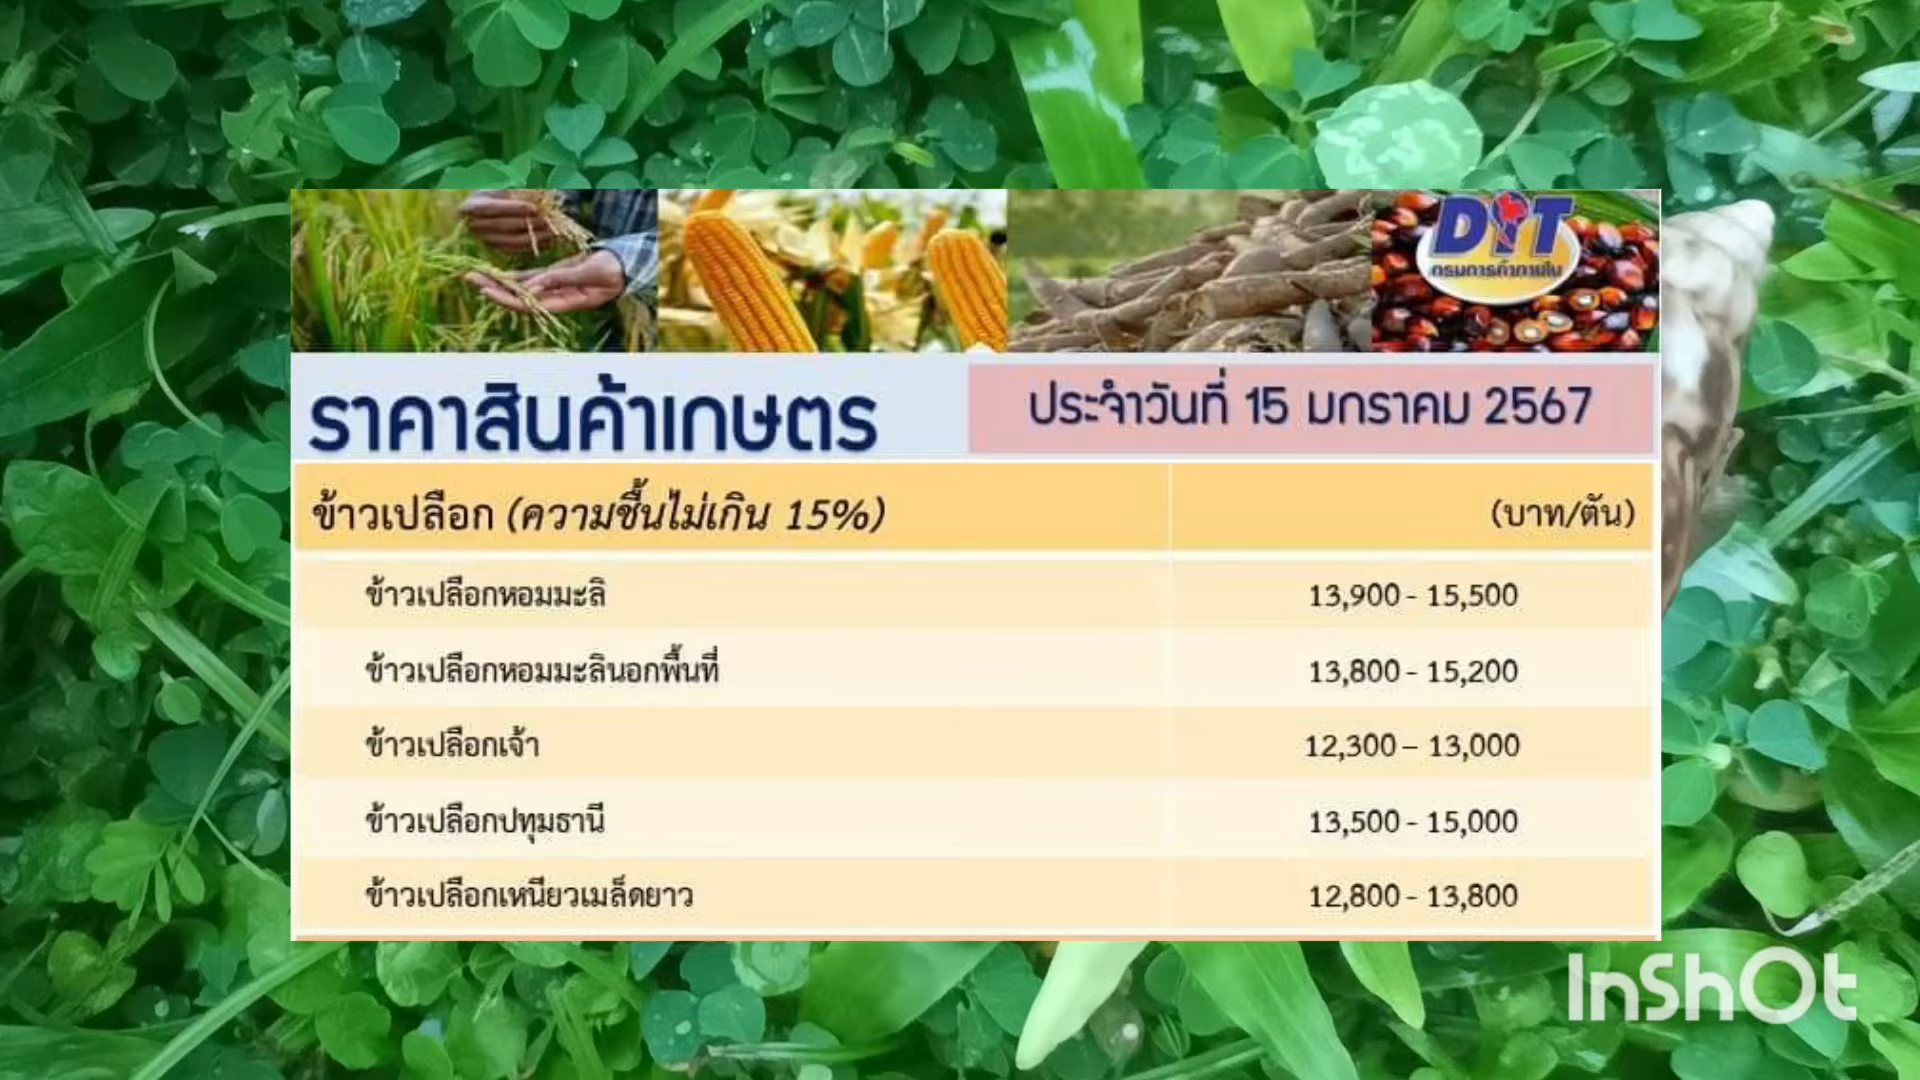 DIT
กรมการค้าภายใน
ราคาสินค้าเกษตร
ประจำวันที่ 15 มกราคม 2567
ข้าวเปลือก (ความชื้นไม่เกิน 15%) (บาท/ตัน)
ข้าวเปลือกหอมมะลิ 13,900 - 15,500
ข้าวเปลือกหอมมะลินอกพื้นที่ 13,800 - 15,200
ข้าวเปลือกเจ้า 12,300 – 13,000
ข้าวเปลือกปทุมธานี 13,500 - 15,000
ข้าวเปลือกเหนียวเมล็ดยาว 12,800 - 13,800
InShOt